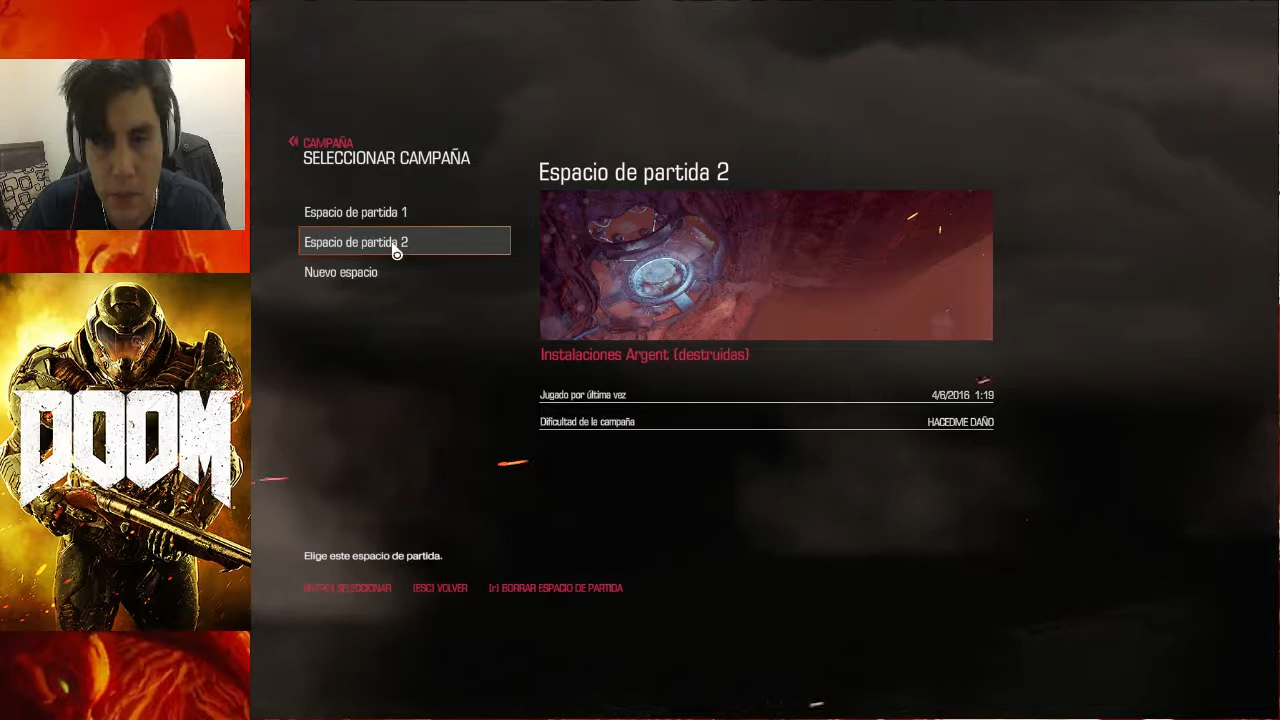 CAMPAÑA
SELECCIONAR CAMPAÑA
Espacio de partida 1
Espacio de partida 2
Nuevo espacio
Espacio de partida 2
Instalaciones Argent (destruidas)
Jugado por última vez 4/6/2016 1:19
Dificultad de la campaña HACEDME DAÑO
Elige este espacio de partida.
[INTRO] SELECCIONAR [ESC] VOLVER [r] BORRAR ESPACIO DE PARTIDA
DOOM